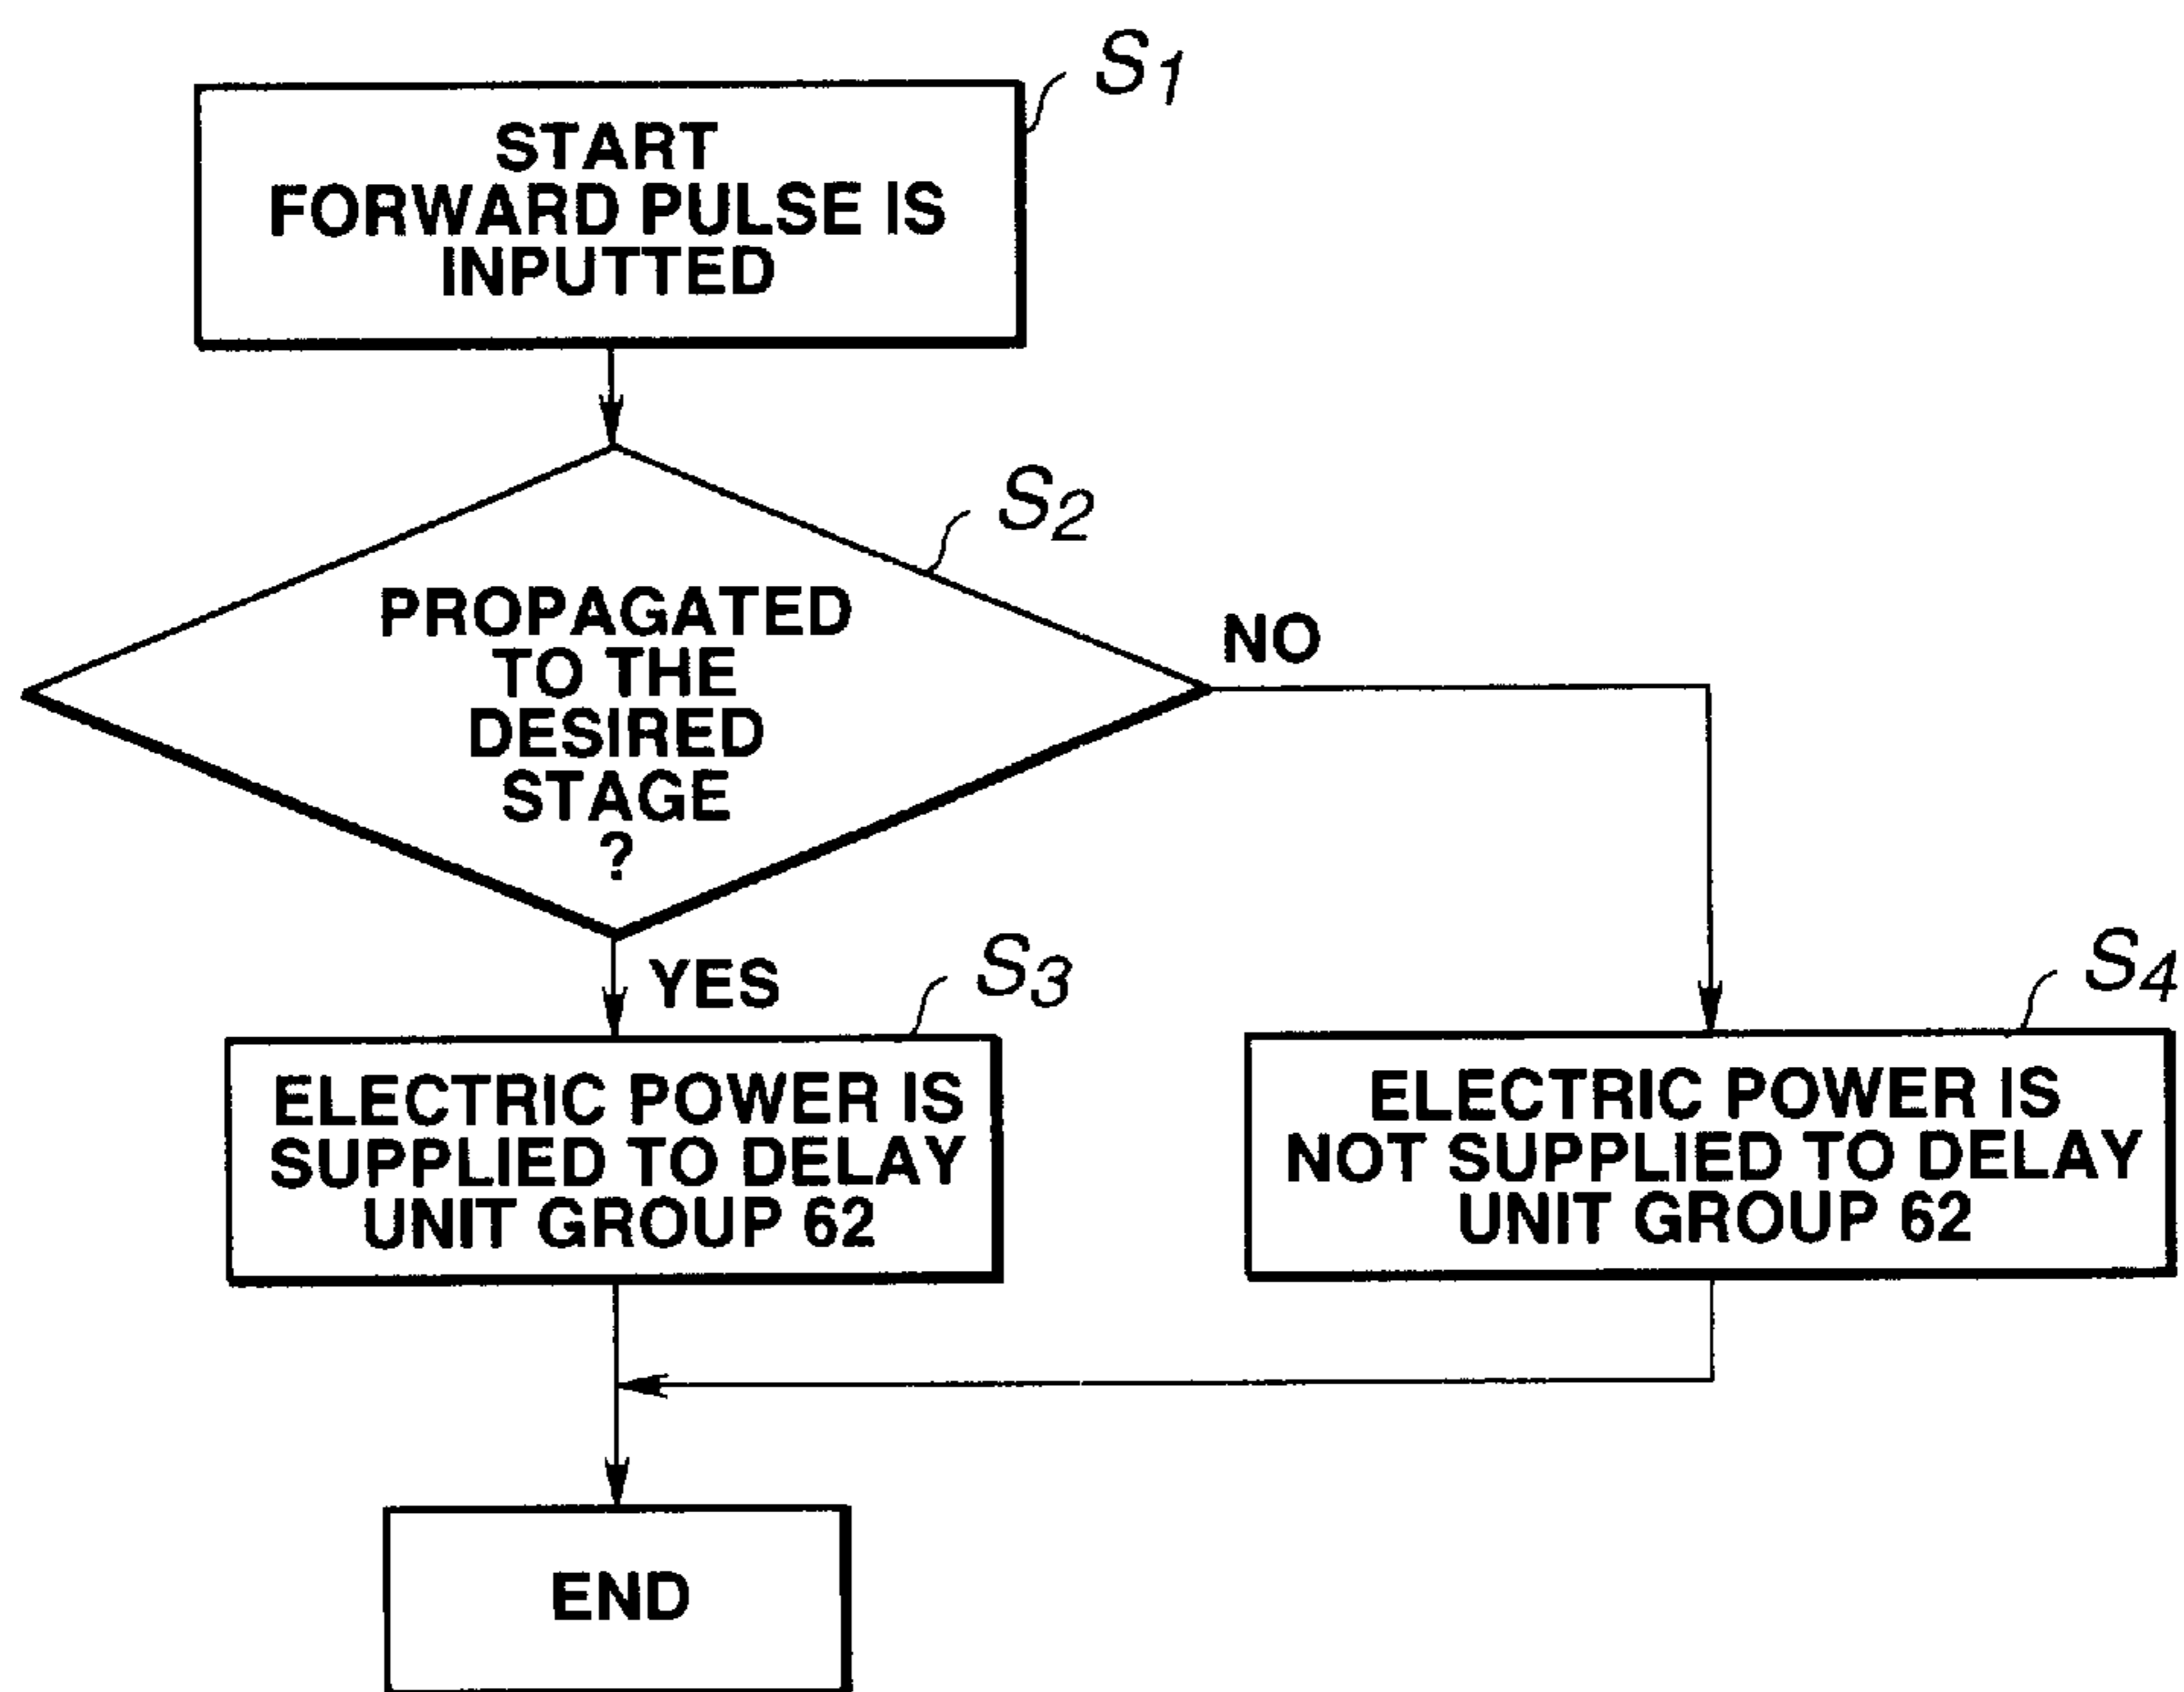 S1
START
FORWARD PULSE IS
INPUTTED
S2
PROPAGATED
TO THE
DESIRED
STAGE
?
NO
YES
S3
ELECTRIC POWER IS
SUPPLIED TO DELAY
UNIT GROUP 62
S4
ELECTRIC POWER IS
NOT SUPPLIED TO DELAY
UNIT GROUP 62
END